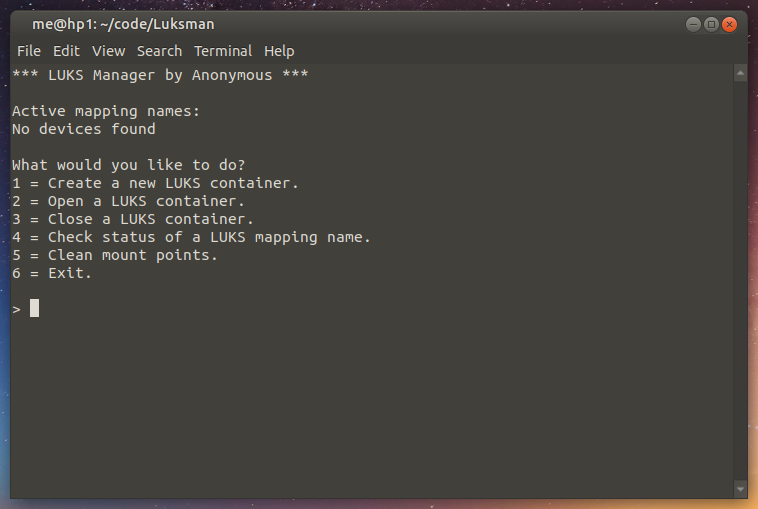 me@hp1: ~/code/Luksman
File Edit View Search Terminal Help
*** LUKS Manager by Anonymous ***
Active mapping names:
No devices found
What would you like to do?
1 = Create a new LUKS container.
2 = Open a LUKS container.
3 = Close a LUKS container.
4 = Check status of a LUKS mapping name.
5 = Clean mount points.
6 = Exit.
>